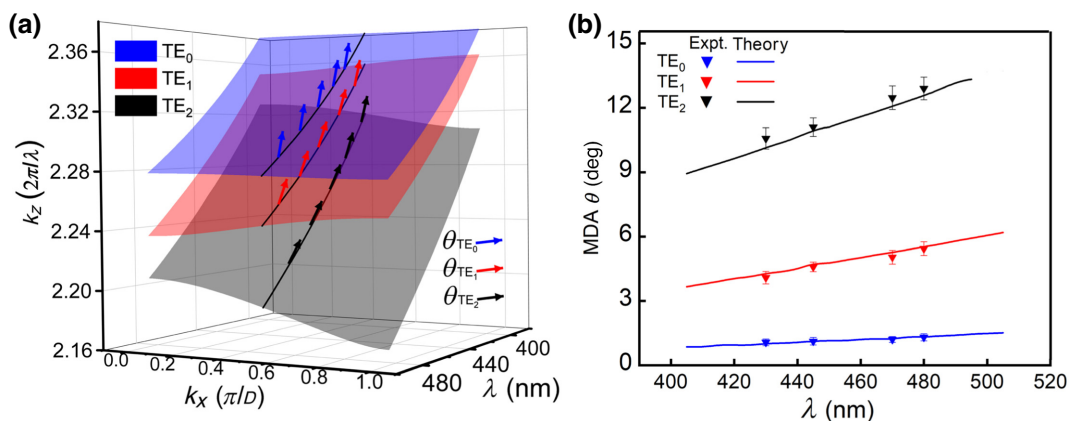 (a)
TE0
TE1
TE2
kz (2π/λ)
2.36
2.32
2.28
2.24
2.20
2.16
0.0 0.2 0.4 0.6 0.8 1.0
kx (π/D)
480 440 400
λ (nm)
θTE0
θTE1
θTE2
(b)
Expt. Theory
TE0
TE1
TE2
MDA θ (deg)
15
12
9
6
3
0
400 420 440 460 480 500 520
λ (nm)